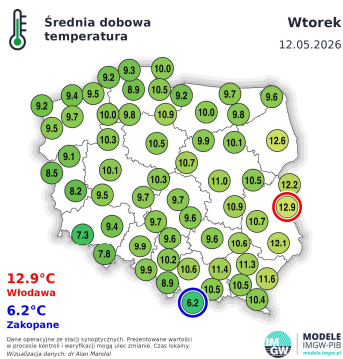 Średnia dobowa
temperatura
Wtorek
12.05.2026
9.3 10.0
9.2
9.4 9.5 8.9 10.5 9.2 9.7 9.6
9.2
9.7 10.0 9.8 10.9 10.0 9.8
9.5
10.3 10.5 9.9 10.1 12.6
9.1 10.7
8.5 10.1
8.2 9.5 10.3 11.0 10.5 12.2
9.7 9.7 10.9 12.9
9.4 9.7 9.6 10.7
7.3
9.9 9.6 9.6 10.6 12.1
7.8 10.2
9.9 10.6 11.4 11.3
8.9 10.5 10.5 11.6
6.2 10.4
12.9°C
Włodawa
6.2°C
Zakopane
Dane operacyjne ze stacji synoptycznych. Prezentowane wartości
w procesie kontroli i weryfikacji mogą ulec zmianie. Czas lokalny.
Wizualizacja danych: dr Alan Mandal
IM
GW
MODELE
IMGW-PIB
modele.imgw.pl